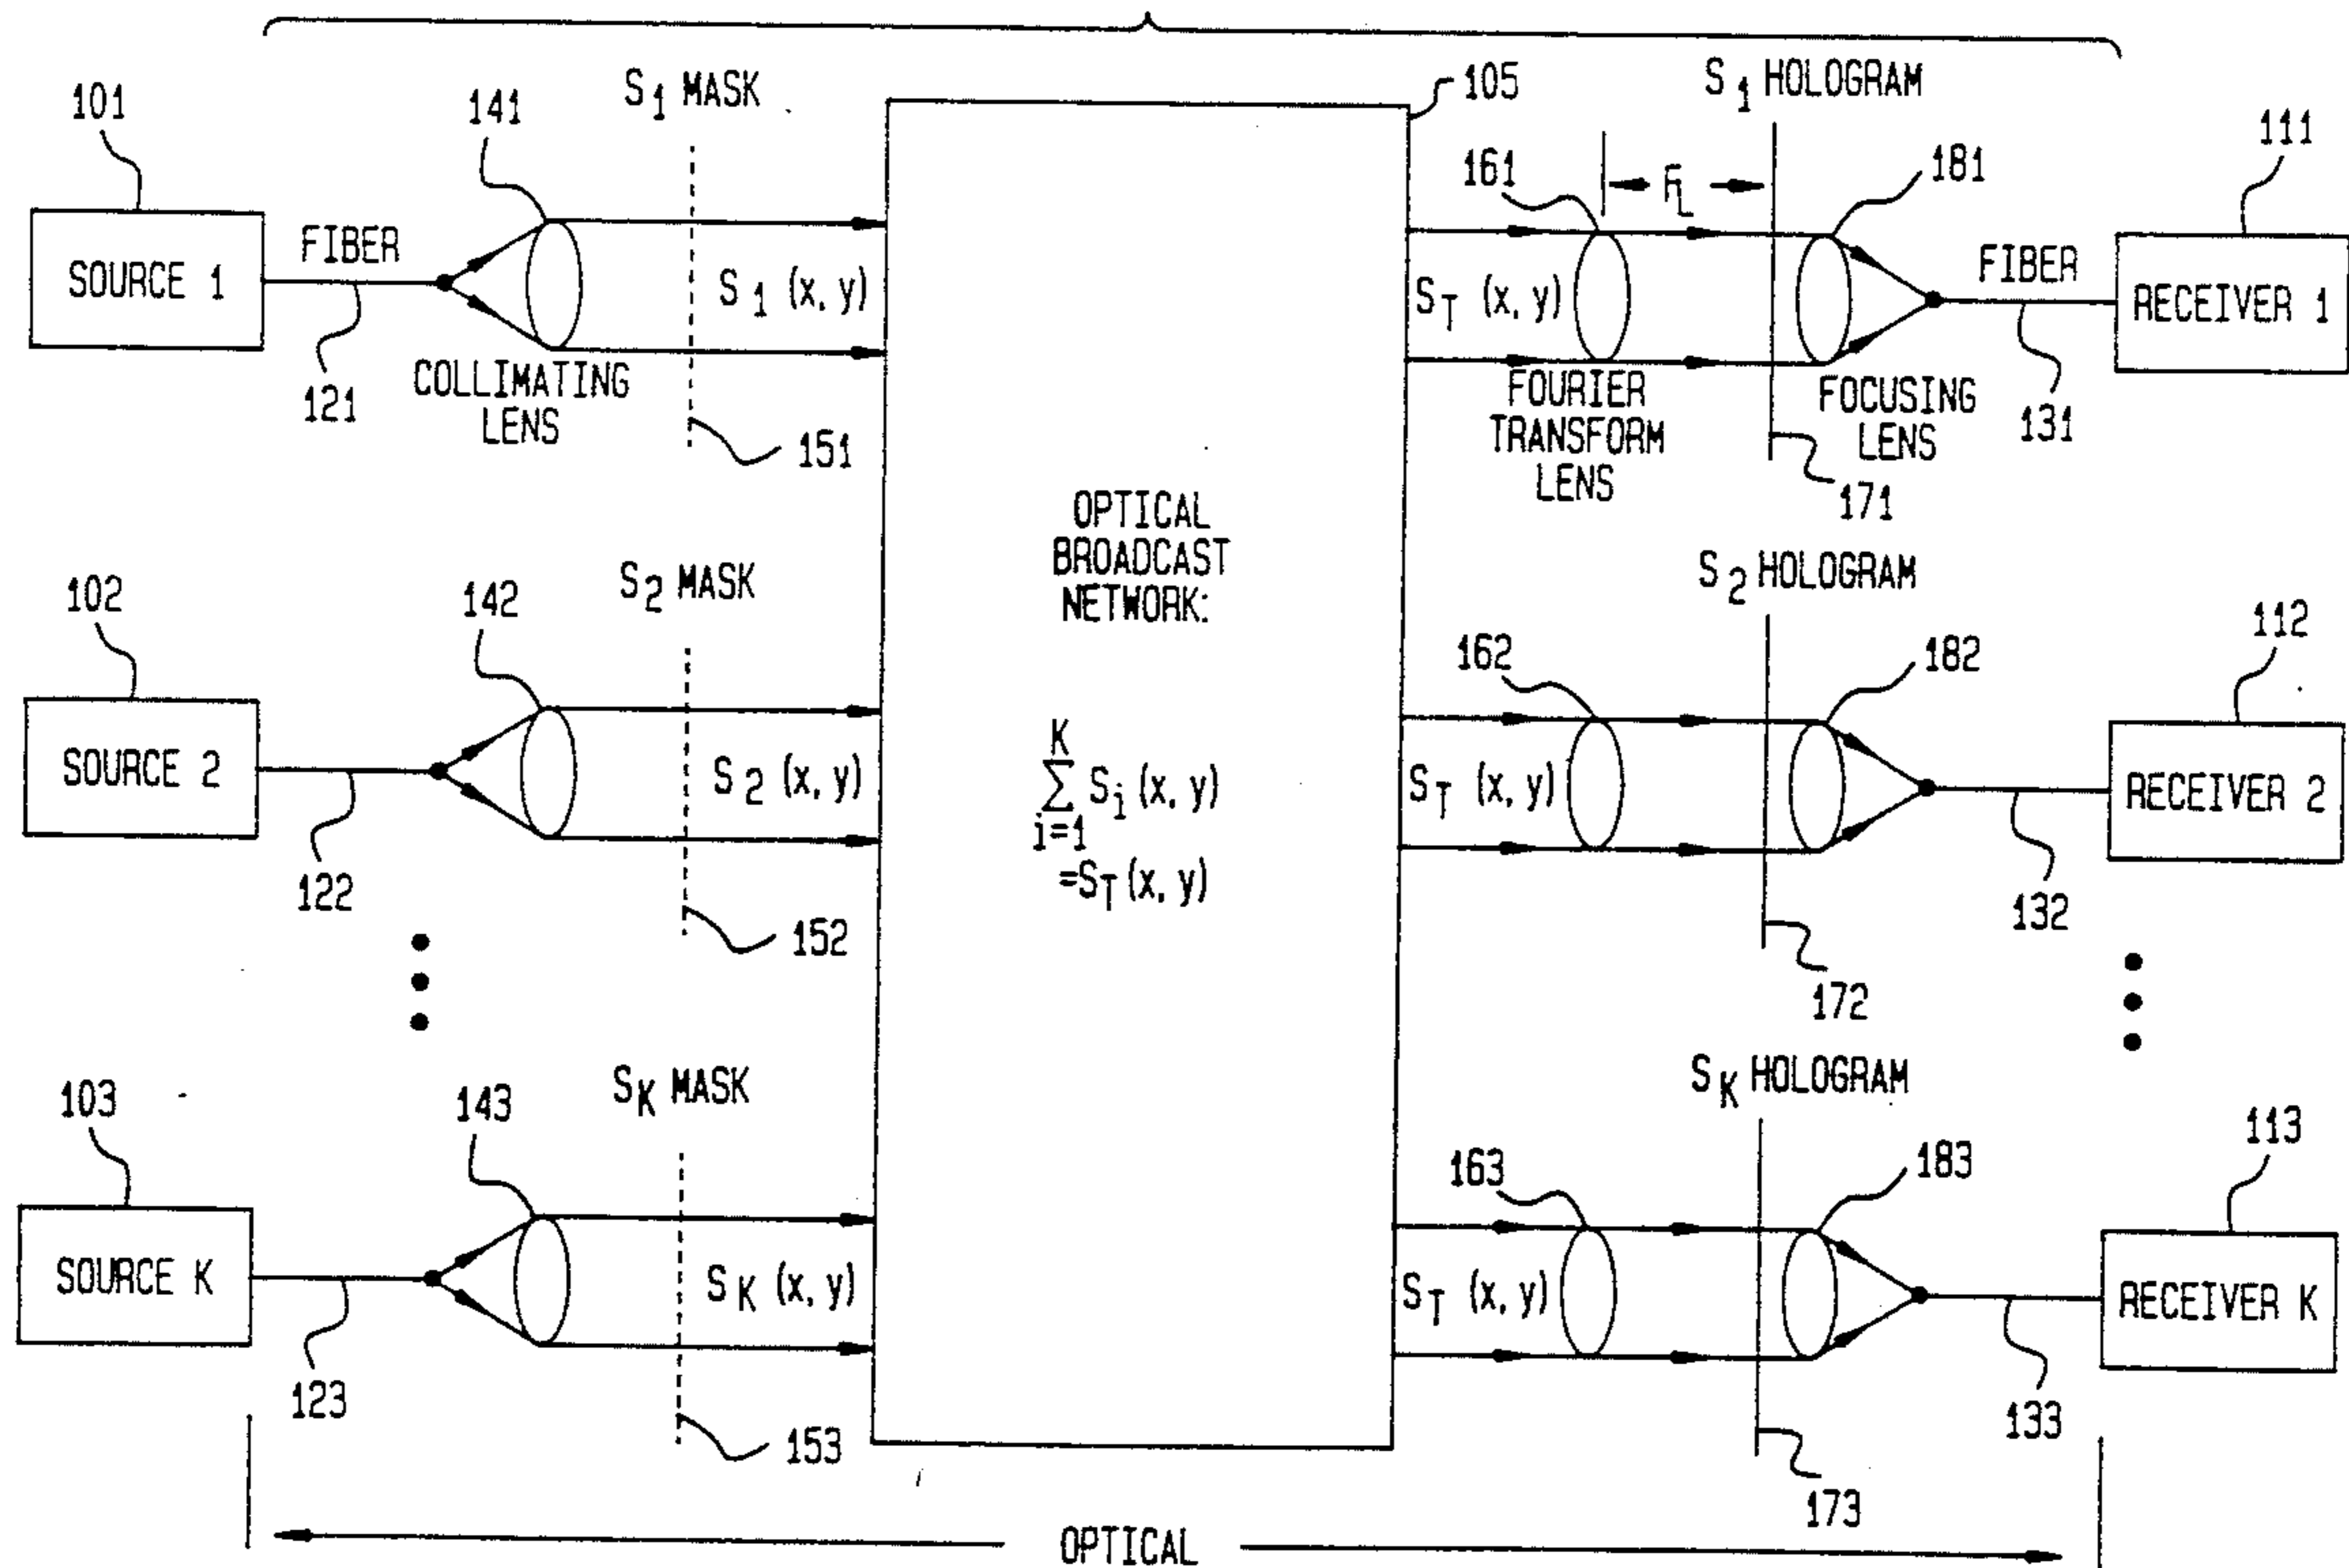 S1 MASK
105
S1 HOLOGRAM
101
141
161
FL
181
111
SOURCE 1
FIBER
S1 (x, y)
ST (x, y)
FIBER
RECEIVER 1
121
COLLIMATING
LENS
151
FOURIER
TRANSFORM
LENS
FOCUSING
LENS
131
171
OPTICAL
BROADCAST
NETWORK:
K
∑ Si (x, y)
i=1
=ST (x, y)
S2 MASK
S2 HOLOGRAM
102
142
162
182
112
SOURCE 2
S2 (x, y)
ST (x, y)
RECEIVER 2
122
152
132
172
SK MASK
SK HOLOGRAM
103
143
163
183
113
SOURCE K
SK (x, y)
ST (x, y)
RECEIVER K
123
153
133
173
OPTICAL